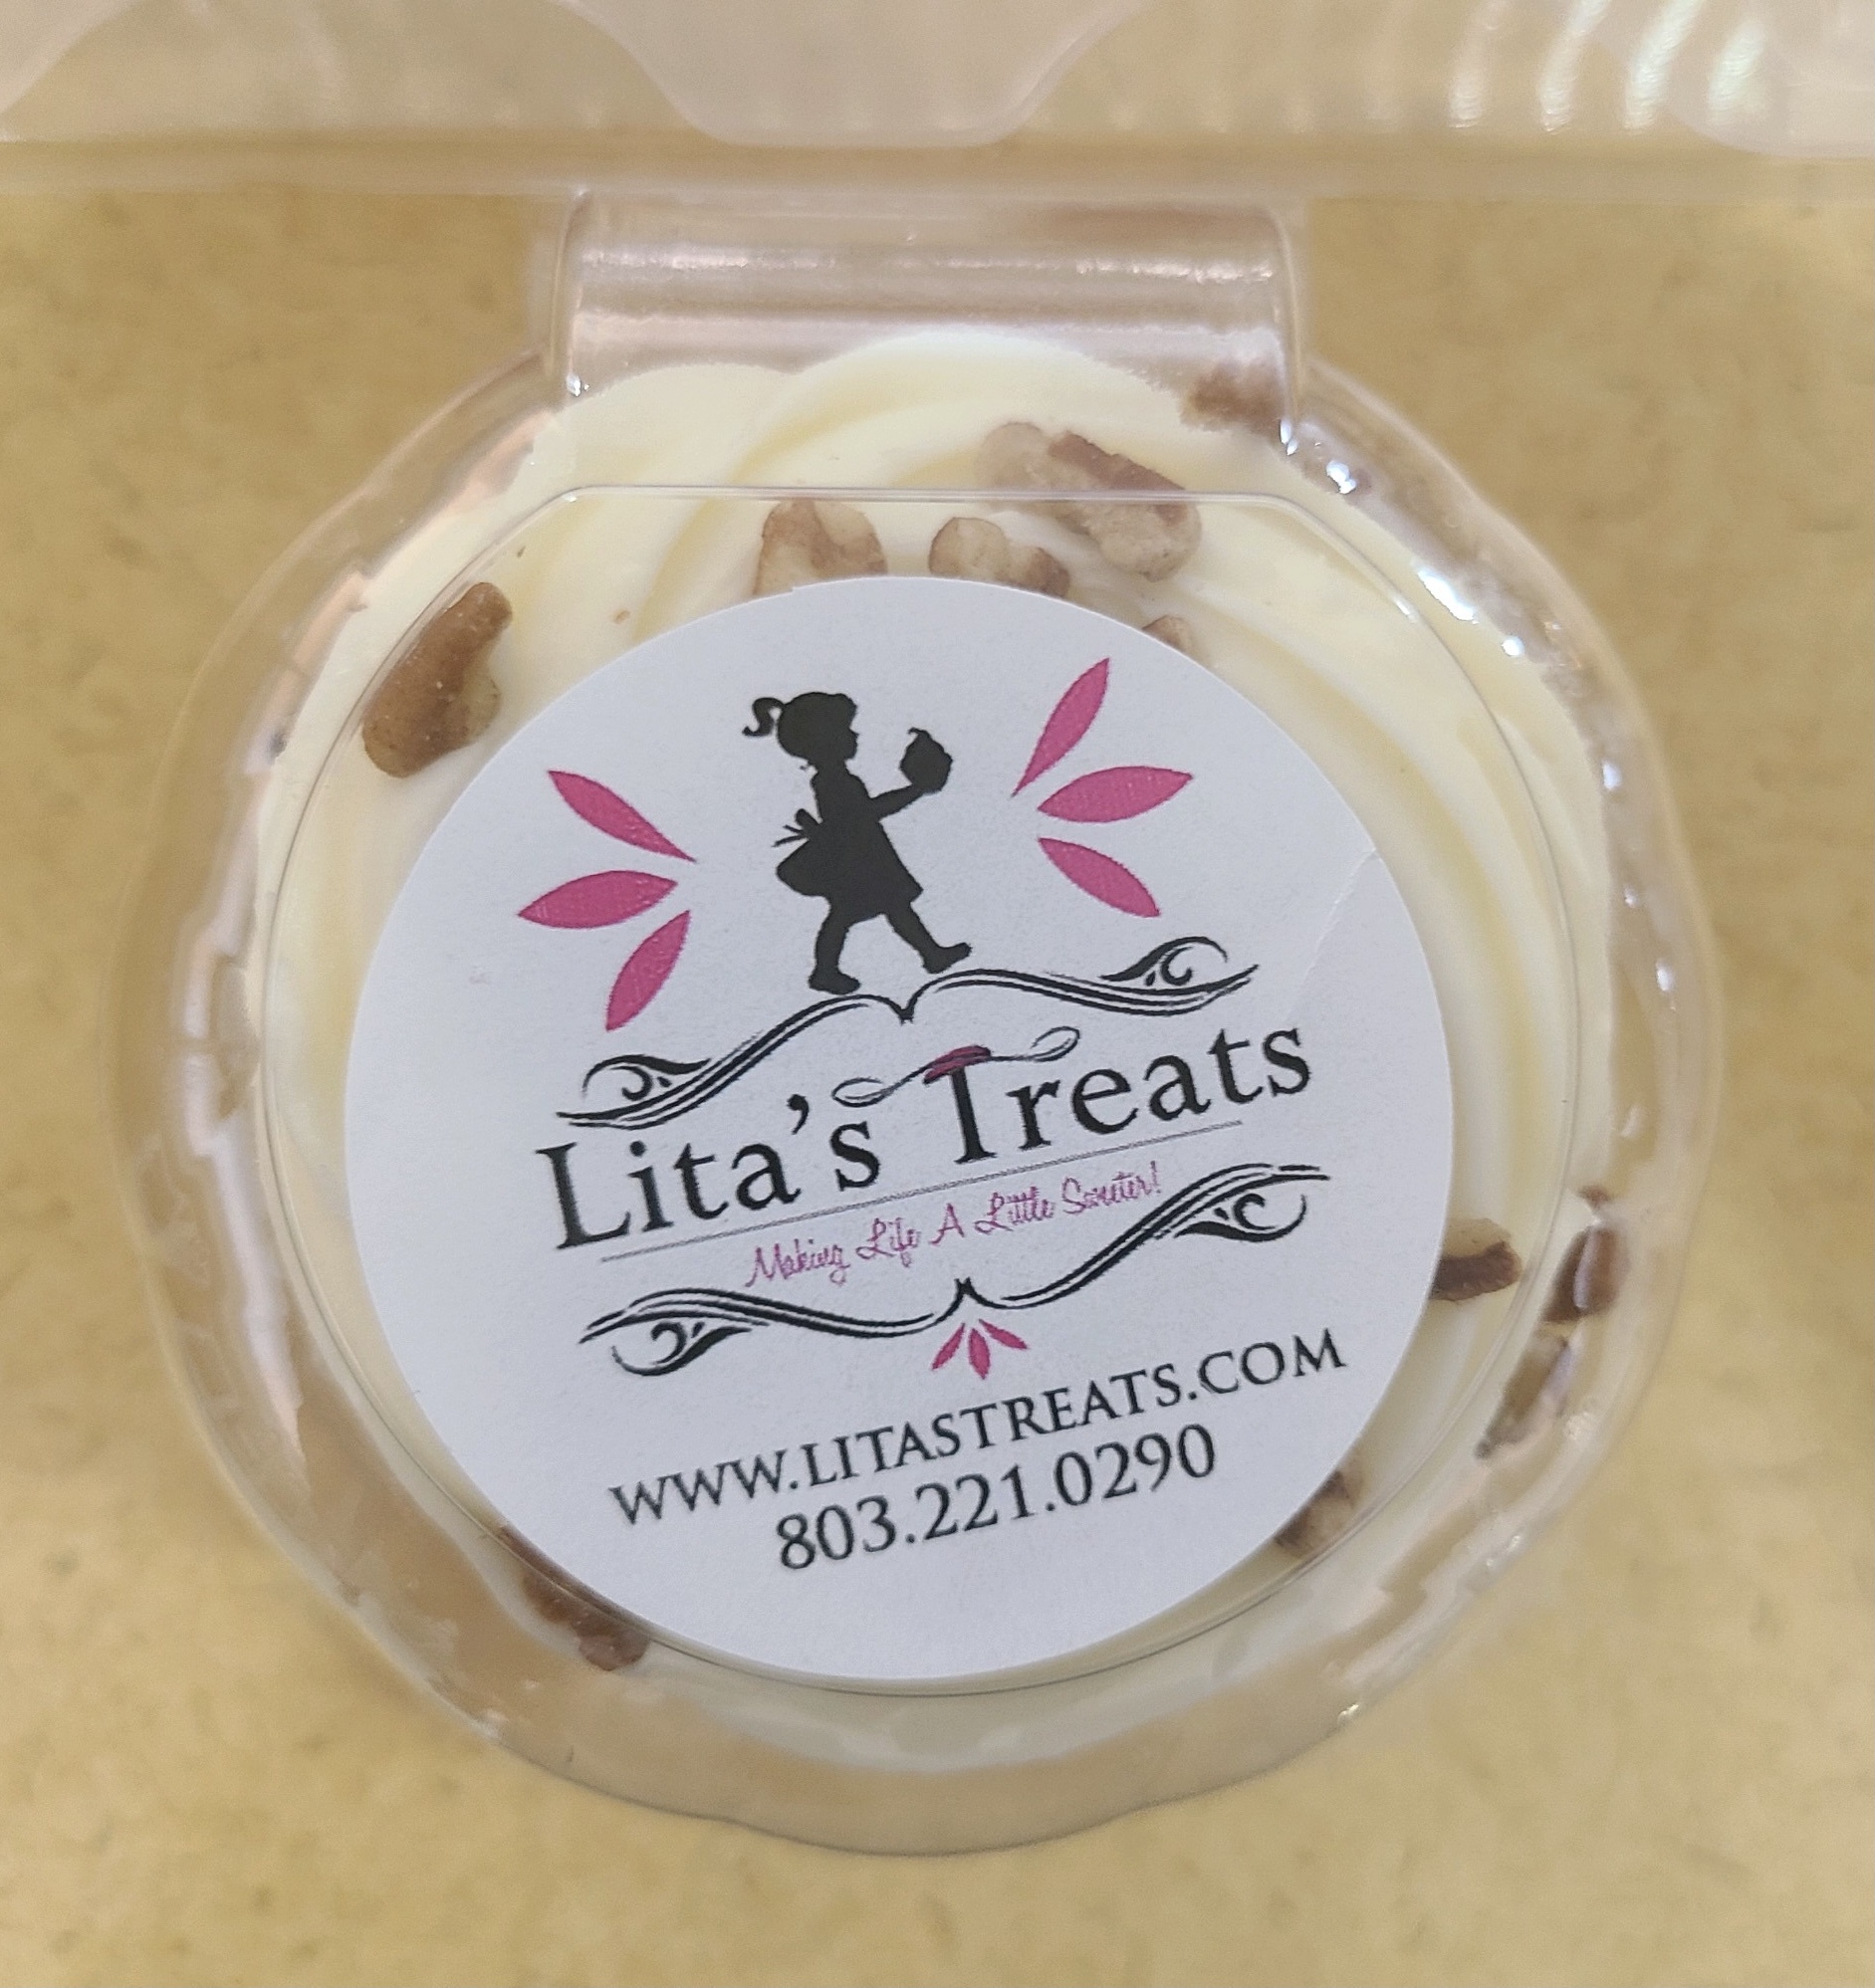 Lita's Treats
Making Life A Little Sweeter!
WWW.LITASTREATS.COM
803.221.0290